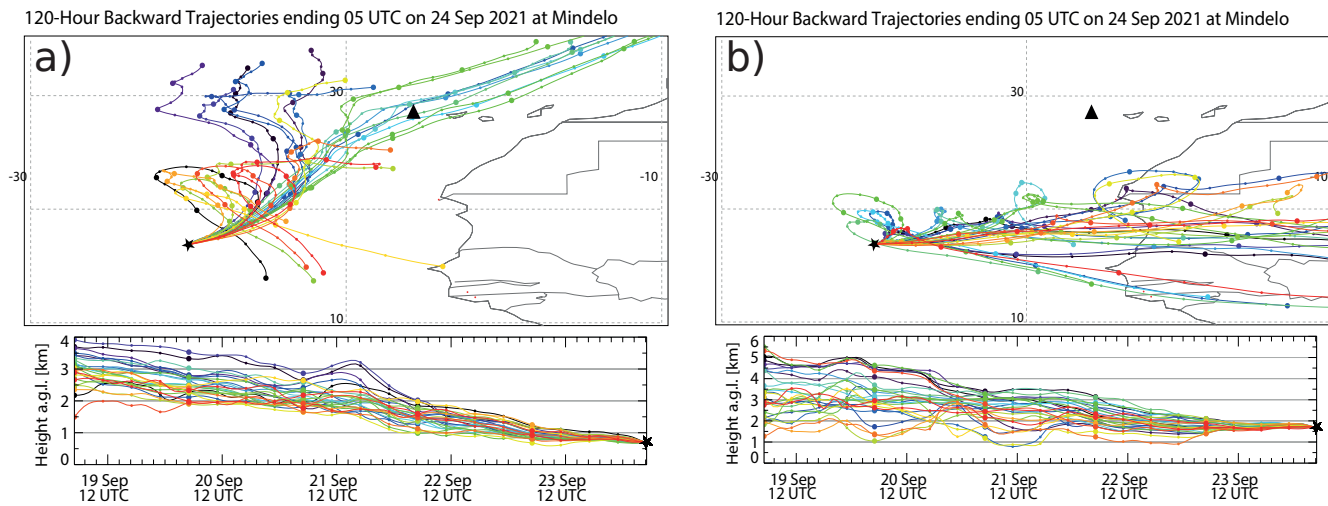 120-Hour Backward Trajectories ending 05 UTC on 24 Sep 2021 at Mindelo
a)
30
-30
-10
10
Height a.g.l. [km]
4
3
2
1
0
19 Sep
12 UTC
20 Sep
12 UTC
21 Sep
12 UTC
22 Sep
12 UTC
23 Sep
12 UTC
120-Hour Backward Trajectories ending 05 UTC on 24 Sep 2021 at Mindelo
b)
30
-30
-10
10
Height a.g.l. [km]
6
5
4
3
2
1
0
19 Sep
12 UTC
20 Sep
12 UTC
21 Sep
12 UTC
22 Sep
12 UTC
23 Sep
12 UTC